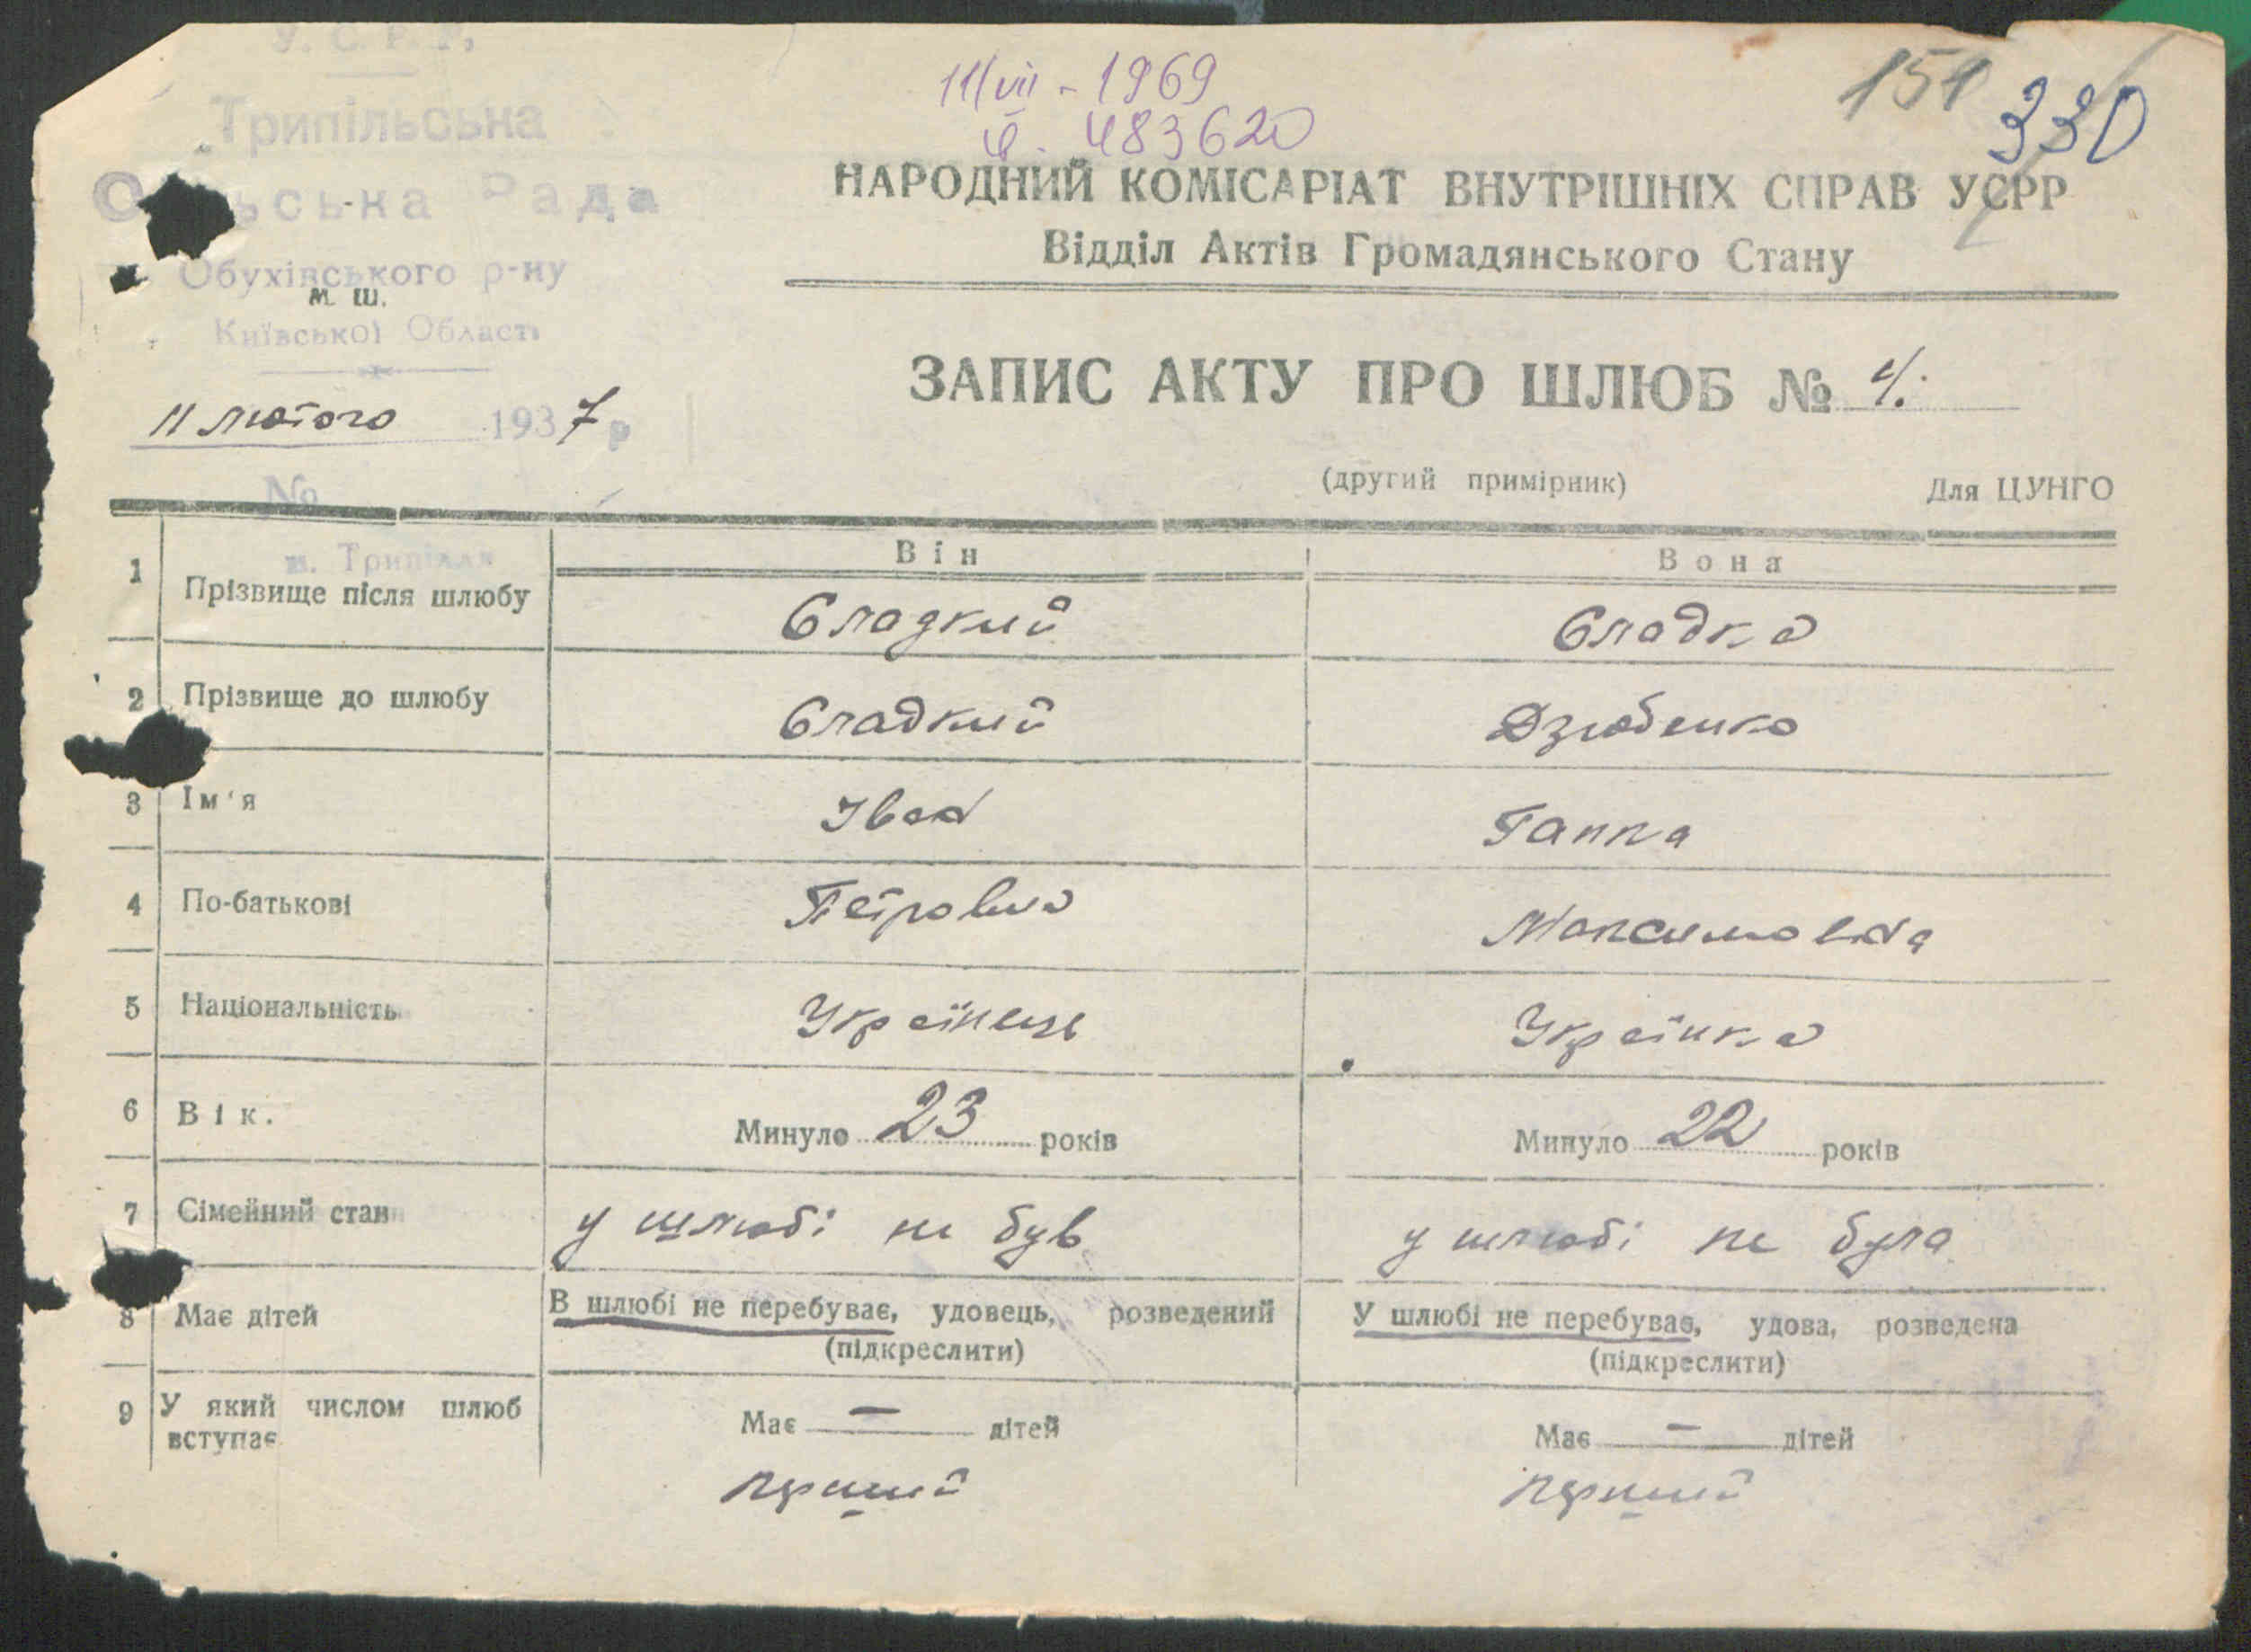 У. С. Р. Р,
11/VII - 1969
151 330
Ф. 483620
Трипільська
НАРОДНИЙ КОМІСАРІАТ ВНУТРІШНІХ СПРАВ УСРР
ьська Рада
Відділ Актів Громадянського Стану
Обухівського р-ну
М. Ш.
Київської Області
ЗАПИС АКТУ ПРО ШЛЮБ № 4.
11 лютого 1937 р
(другий примірник) Для ЦУНГО
№
Він Вона
м. Трипілля
1 Прізвище після шлюбу Сладкий Сладка
2 Прізвище до шлюбу Сладкий Дзюбенко
3 Ім'я Іван Ганна
4 По-батькові Петрович Максимовна
5 Національність Українець Українка
6 Вік. Минуло 23 років Минуло 22 років
7 Сімейний стан у шлюбі не був у шлюбі не була
8 Має дітей В шлюбі не перебуває, удовець, розведений У шлюбі не перебуває, удова, розведена
(підкреслити) (підкреслити)
9 У який числом шлюб Має — дітей Має — дітей
вступає
перший перший